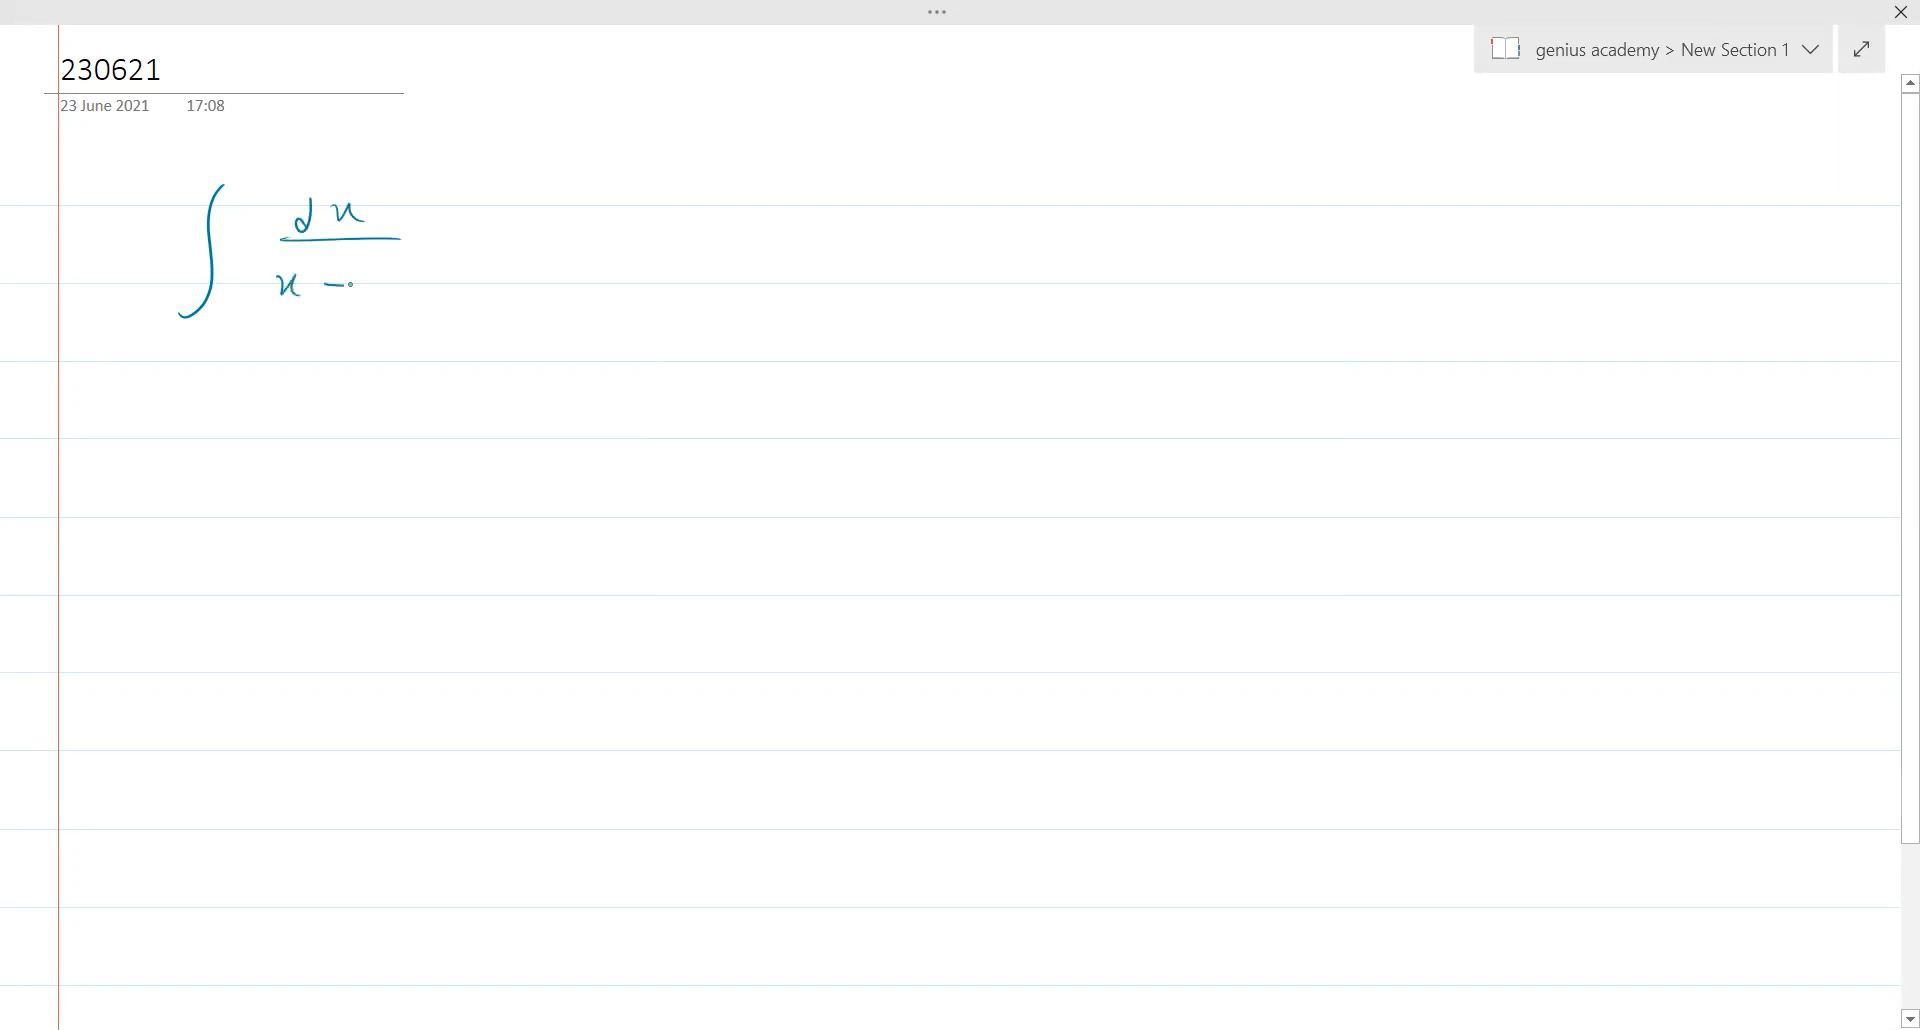 genius academy > New Section 1
230621
23 June 2021 17:08
∫ dx
x −